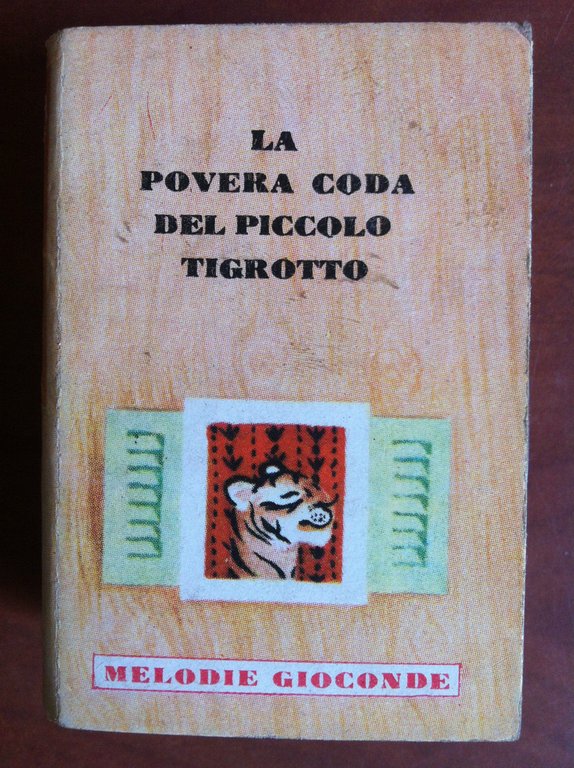 LA
POVERA CODA
DEL PICCOLO
TIGROTTO
MELODIE GIOCONDE